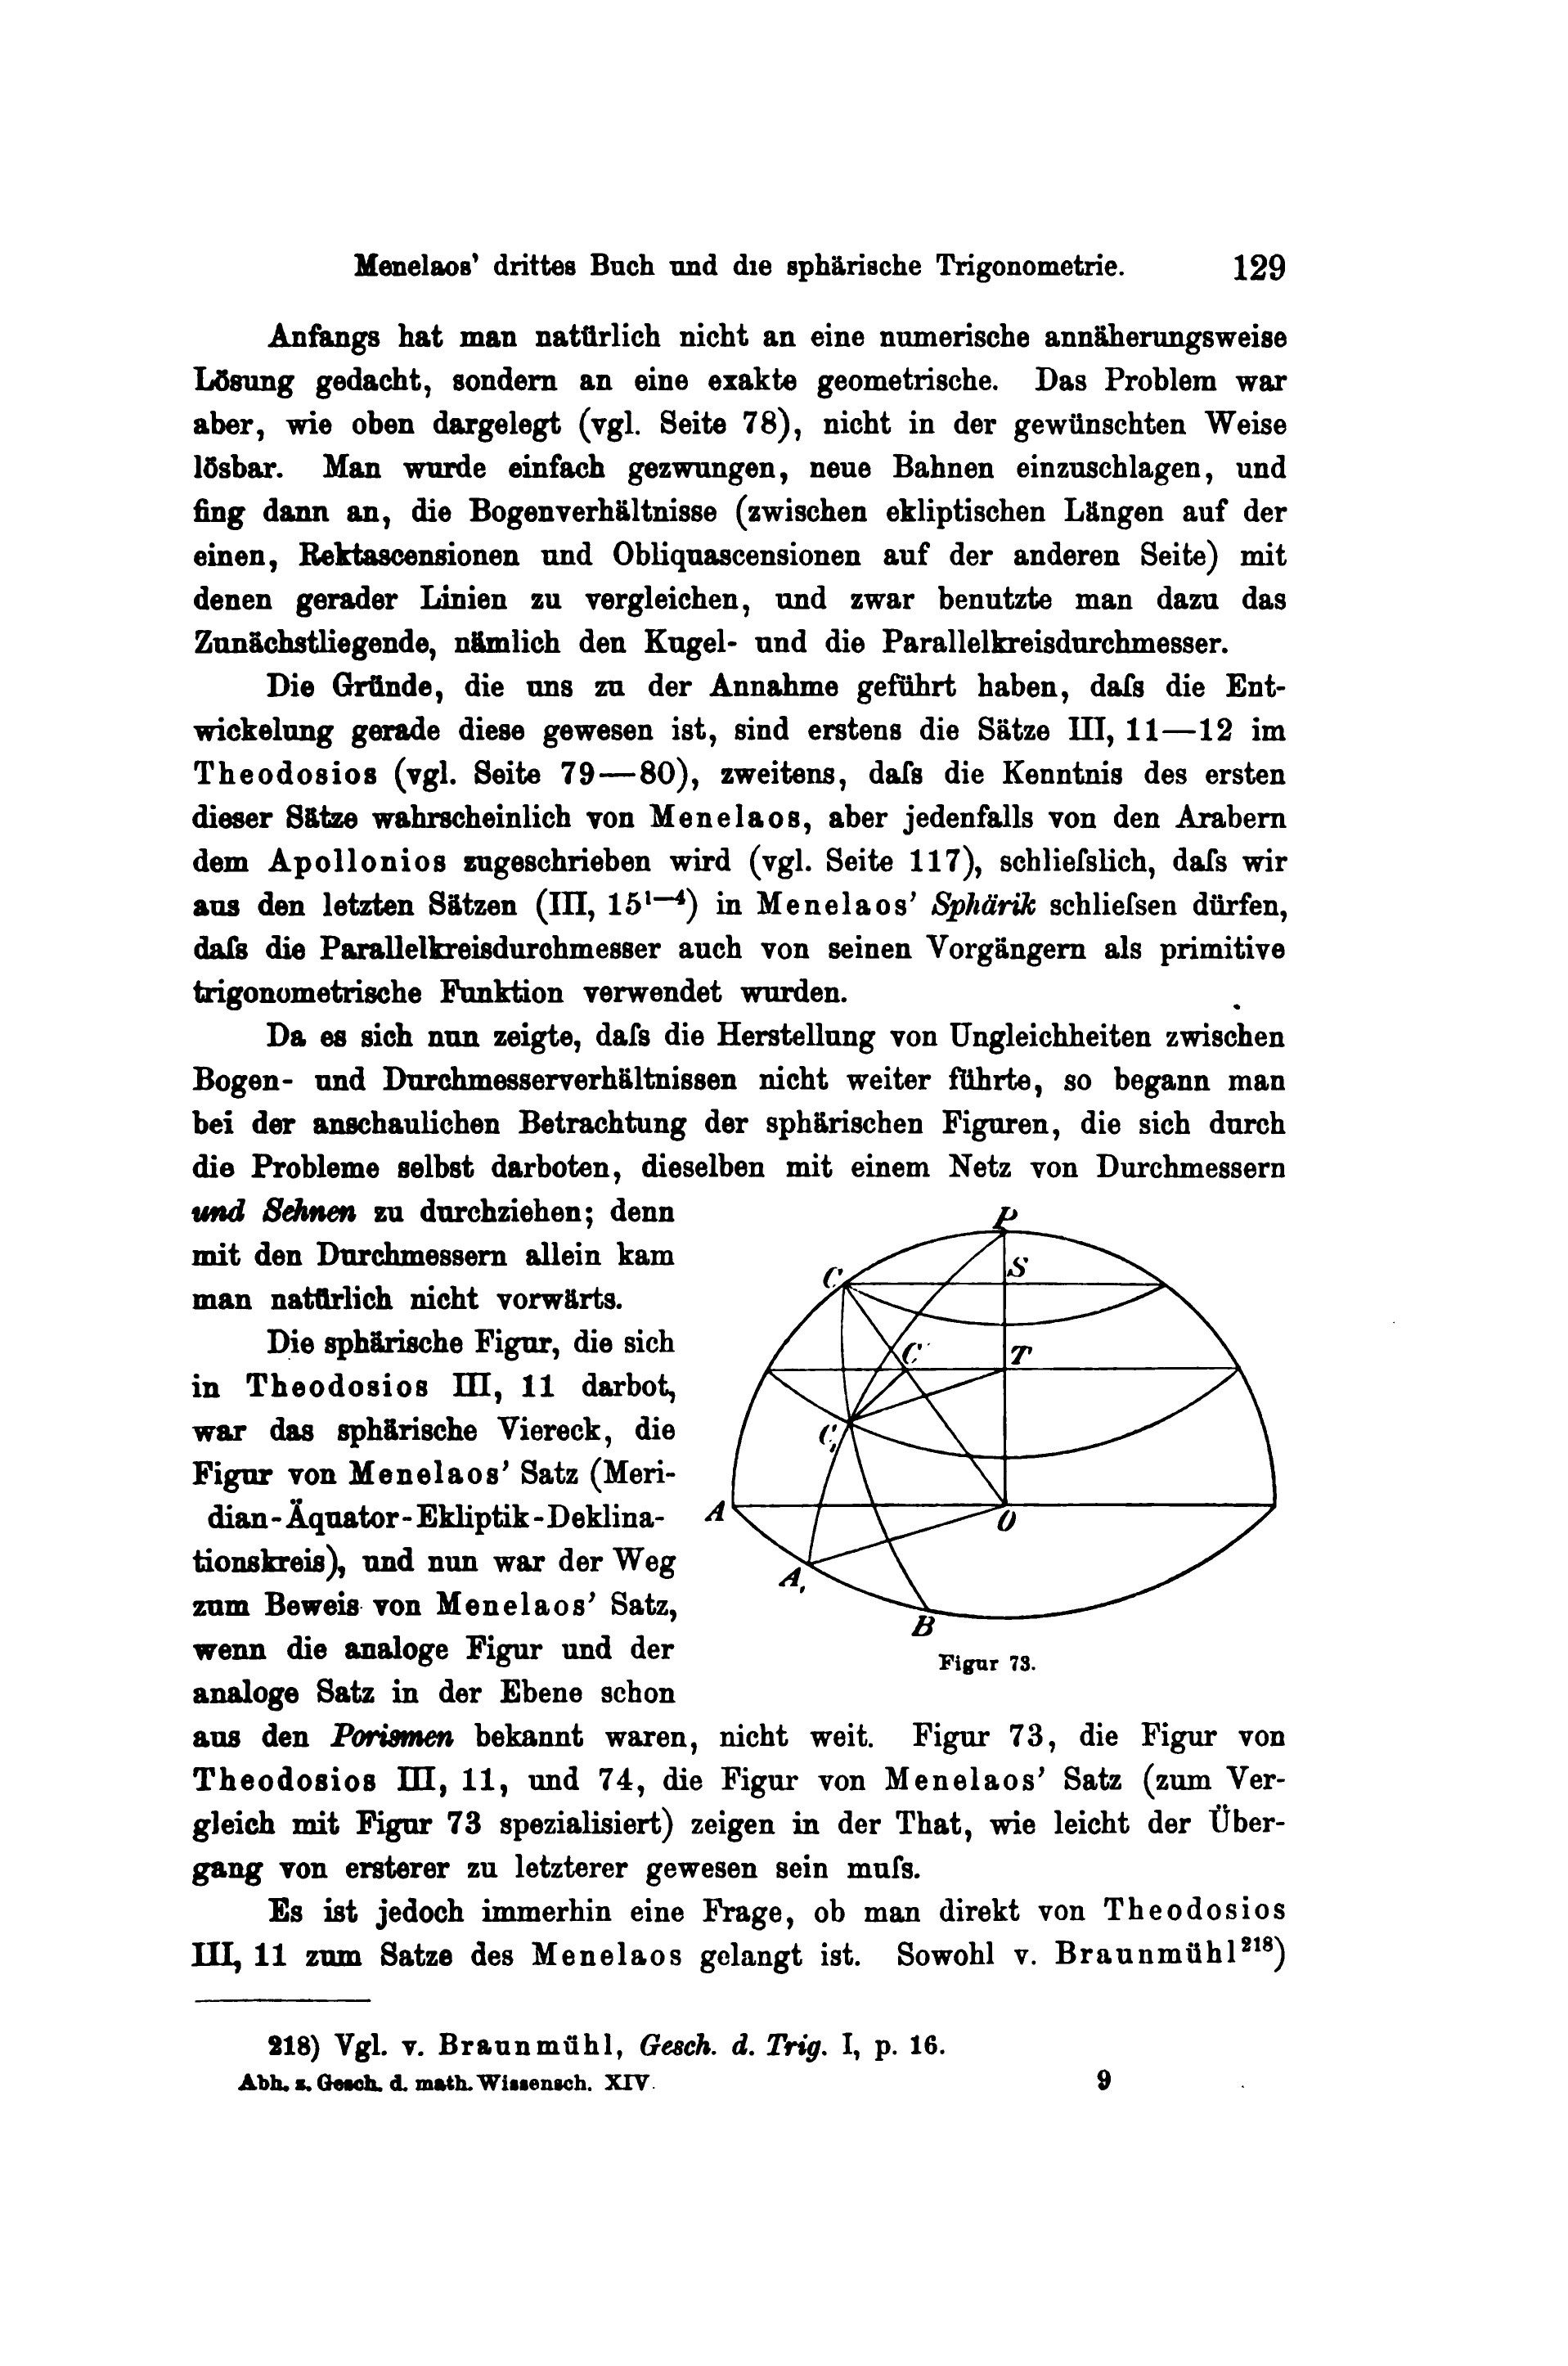 Menelaos’ drittes Buch und die sphärische Trigonometrie. 129
Anfangs hat man natürlich nicht an eine numerische annäherungsweise
Lösung gedacht, sondern an eine exakte geometrische. Das Problem war
aber, wie oben dargelegt (vgl. Seite 78), nicht in der gewünschten Weise
lösbar. Man wurde einfach gezwungen, neue Bahnen einzuschlagen, und
fing dann an, die Bogenverhältnisse (zwischen ekliptischen Längen auf der
einen, Rektascensionen und Obliquascensionen auf der anderen Seite) mit
denen gerader Linien zu vergleichen, und zwar benutzte man dazu das
Zunächstliegende, nämlich den Kugel- und die Parallelkreisdurchmesser.
Die Gründe, die uns zu der Annahme geführt haben, daſs die Ent-
wickelung gerade diese gewesen ist, sind erstens die Sätze III, 11—12 im
Theodosios (vgl. Seite 79—80), zweitens, daſs die Kenntnis des ersten
dieser Sätze wahrscheinlich von Menelaos, aber jedenfalls von den Arabern
dem Apollonios zugeschrieben wird (vgl. Seite 117), schlieſslich, daſs wir
aus den letzten Sätzen (III, 15¹⁻⁴) in Menelaos’ Sphärik schlieſsen dürfen,
daſs die Parallelkreisdurchmesser auch von seinen Vorgängern als primitive
trigonometrische Funktion verwendet wurden.
Da es sich nun zeigte, daſs die Herstellung von Ungleichheiten zwischen
Bogen- und Durchmesserverhältnissen nicht weiter führte, so begann man
bei der anschaulichen Betrachtung der sphärischen Figuren, die sich durch
die Probleme selbst darboten, dieselben mit einem Netz von Durchmessern
und Sehnen zu durchziehen; denn
mit den Durchmessern allein kam
man natürlich nicht vorwärts.
Die sphärische Figur, die sich
in Theodosios III, 11 darbot,
war das sphärische Viereck, die
Figur von Menelaos’ Satz (Meri-
dian-Äquator-Ekliptik-Deklina-
tionskreis), und nun war der Weg
zum Beweis von Menelaos’ Satz,
wenn die analoge Figur und der
analoge Satz in der Ebene schon
P
S
C
C'
T
C,
A
O
A,
B
Figur 73.
aus den Porismen bekannt waren, nicht weit. Figur 73, die Figur von
Theodosios III, 11, und 74, die Figur von Menelaos’ Satz (zum Ver-
gleich mit Figur 73 spezialisiert) zeigen in der That, wie leicht der Über-
gang von ersterer zu letzterer gewesen sein muſs.
Es ist jedoch immerhin eine Frage, ob man direkt von Theodosios
III, 11 zum Satze des Menelaos gelangt ist. Sowohl v. Braunmühl²¹⁸)
218) Vgl. v. Braunmühl, Gesch. d. Trig. I, p. 16.
Abh. z. Gesch. d. math. Wissensch. XIV. 9